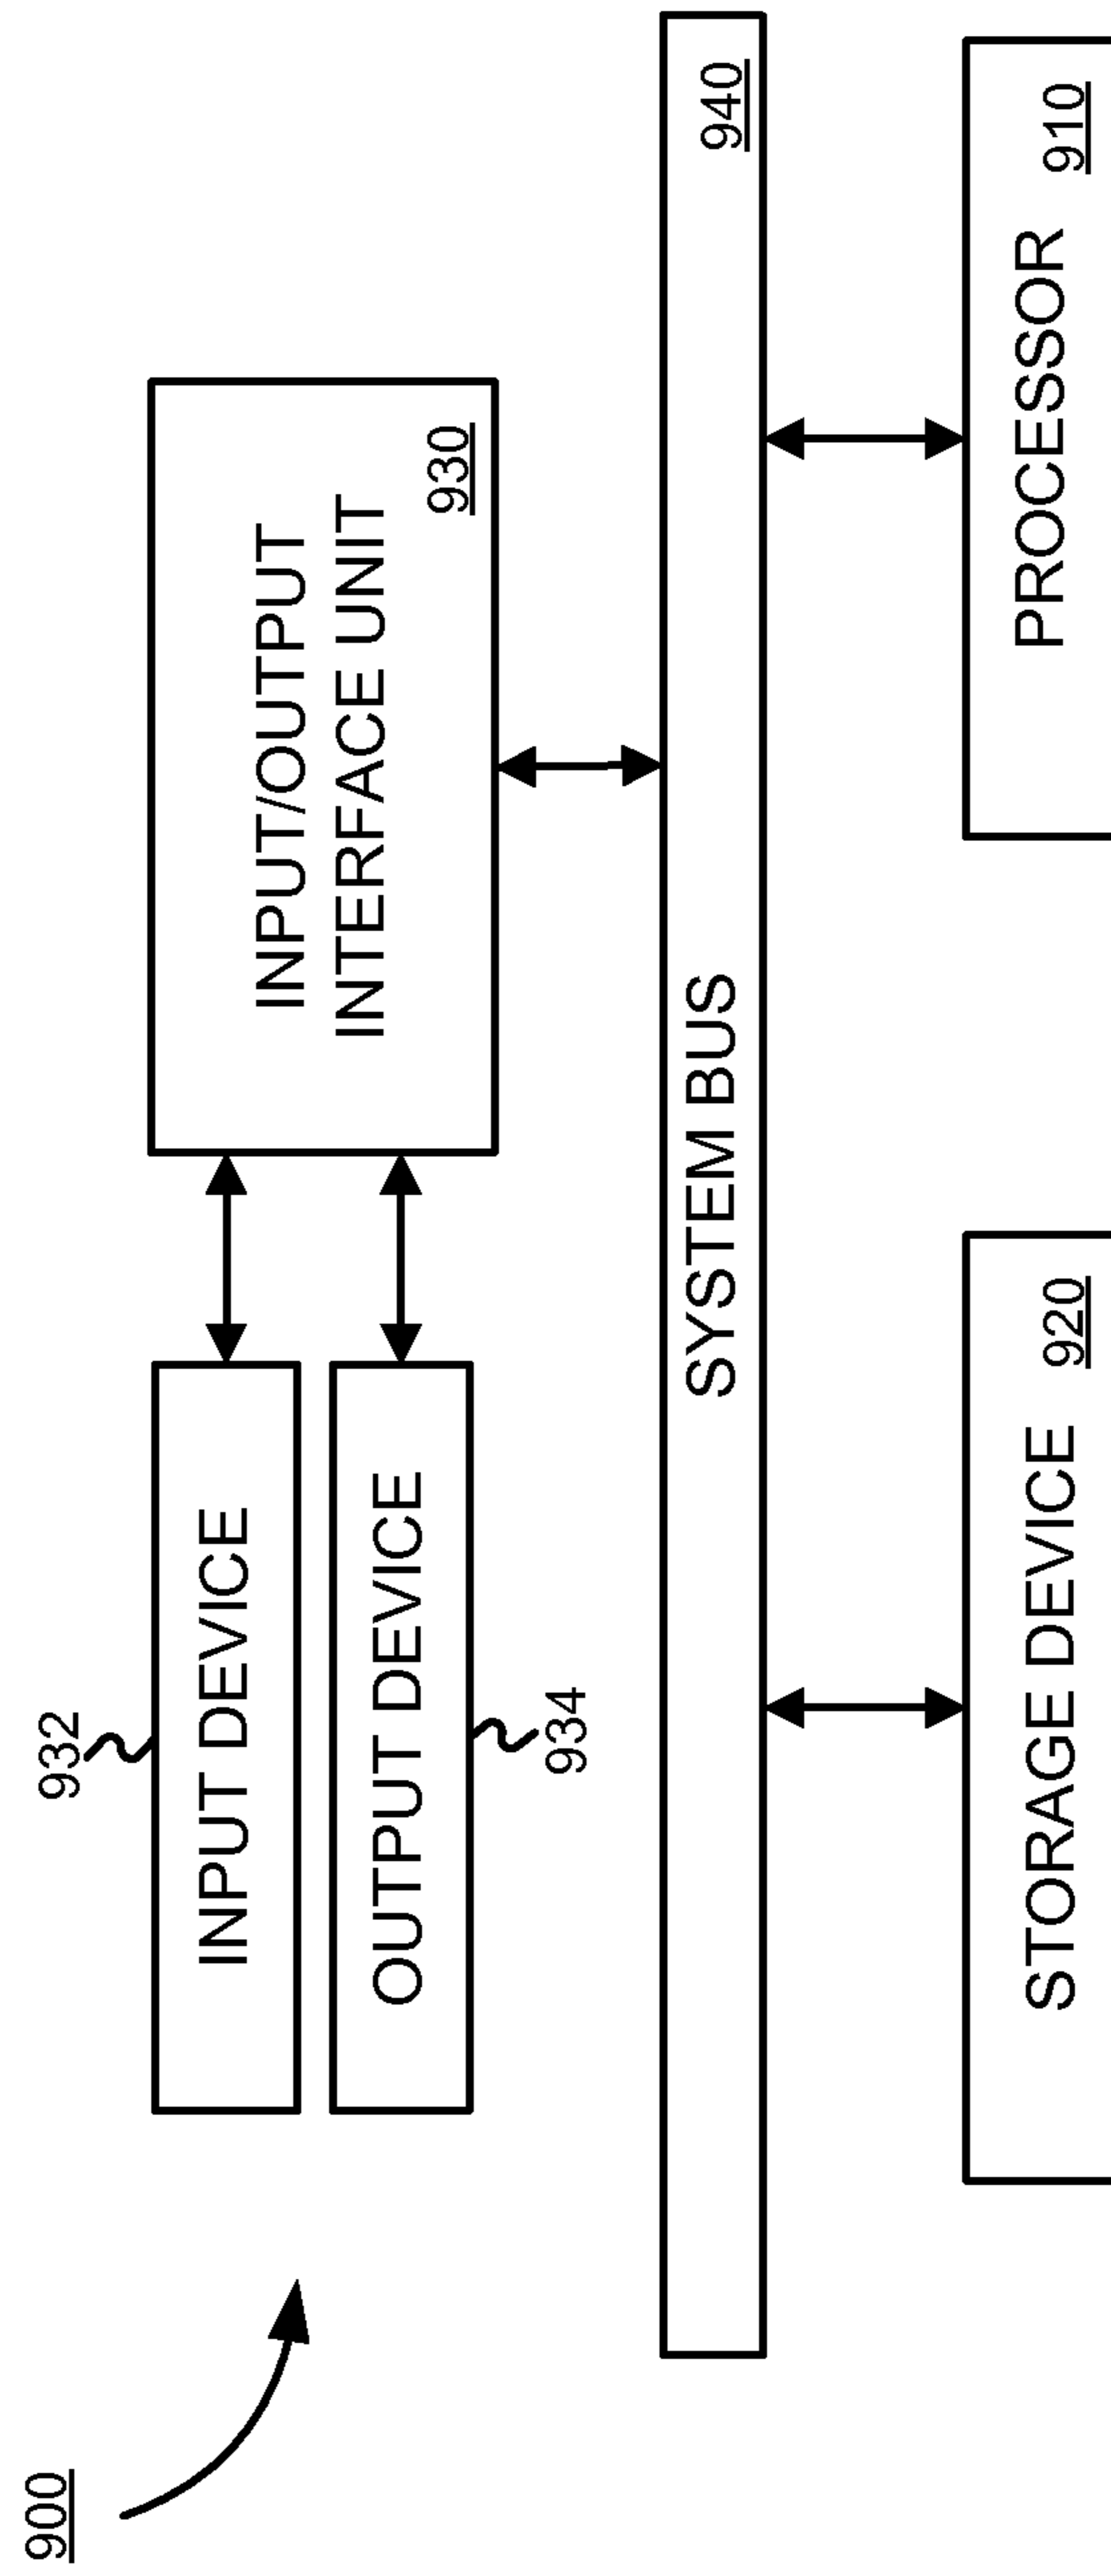 900
932
INPUT DEVICE
OUTPUT DEVICE
934
INPUT/OUTPUT
INTERFACE UNIT
930
SYSTEM BUS
940
STORAGE DEVICE
920
PROCESSOR
910